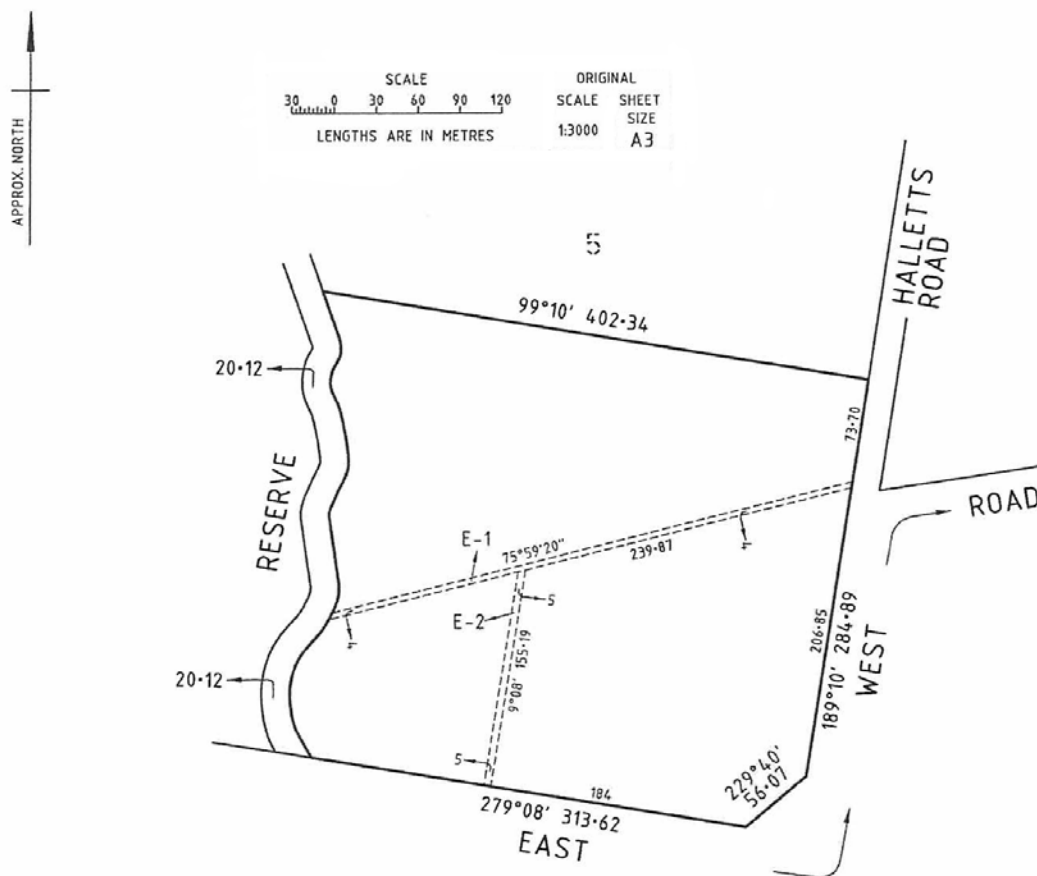 SCALE
30 0 30 60 90 120
LENGTHS ARE IN METRES
ORIGINAL
SCALE SHEET
SIZE
1:3000
A3
APPROX. NORTH
5
HALLETTS
ROAD
99°10' 402·34
20·12
73·70
RESERVE
ROAD
E-1
75°59'20"
239·87
4
5
E-2
4
9°08' 155·19
206·85
189°10' 284·89
WEST
20·12
5
229°40'
56·07
184
279°08' 313·62
EAST